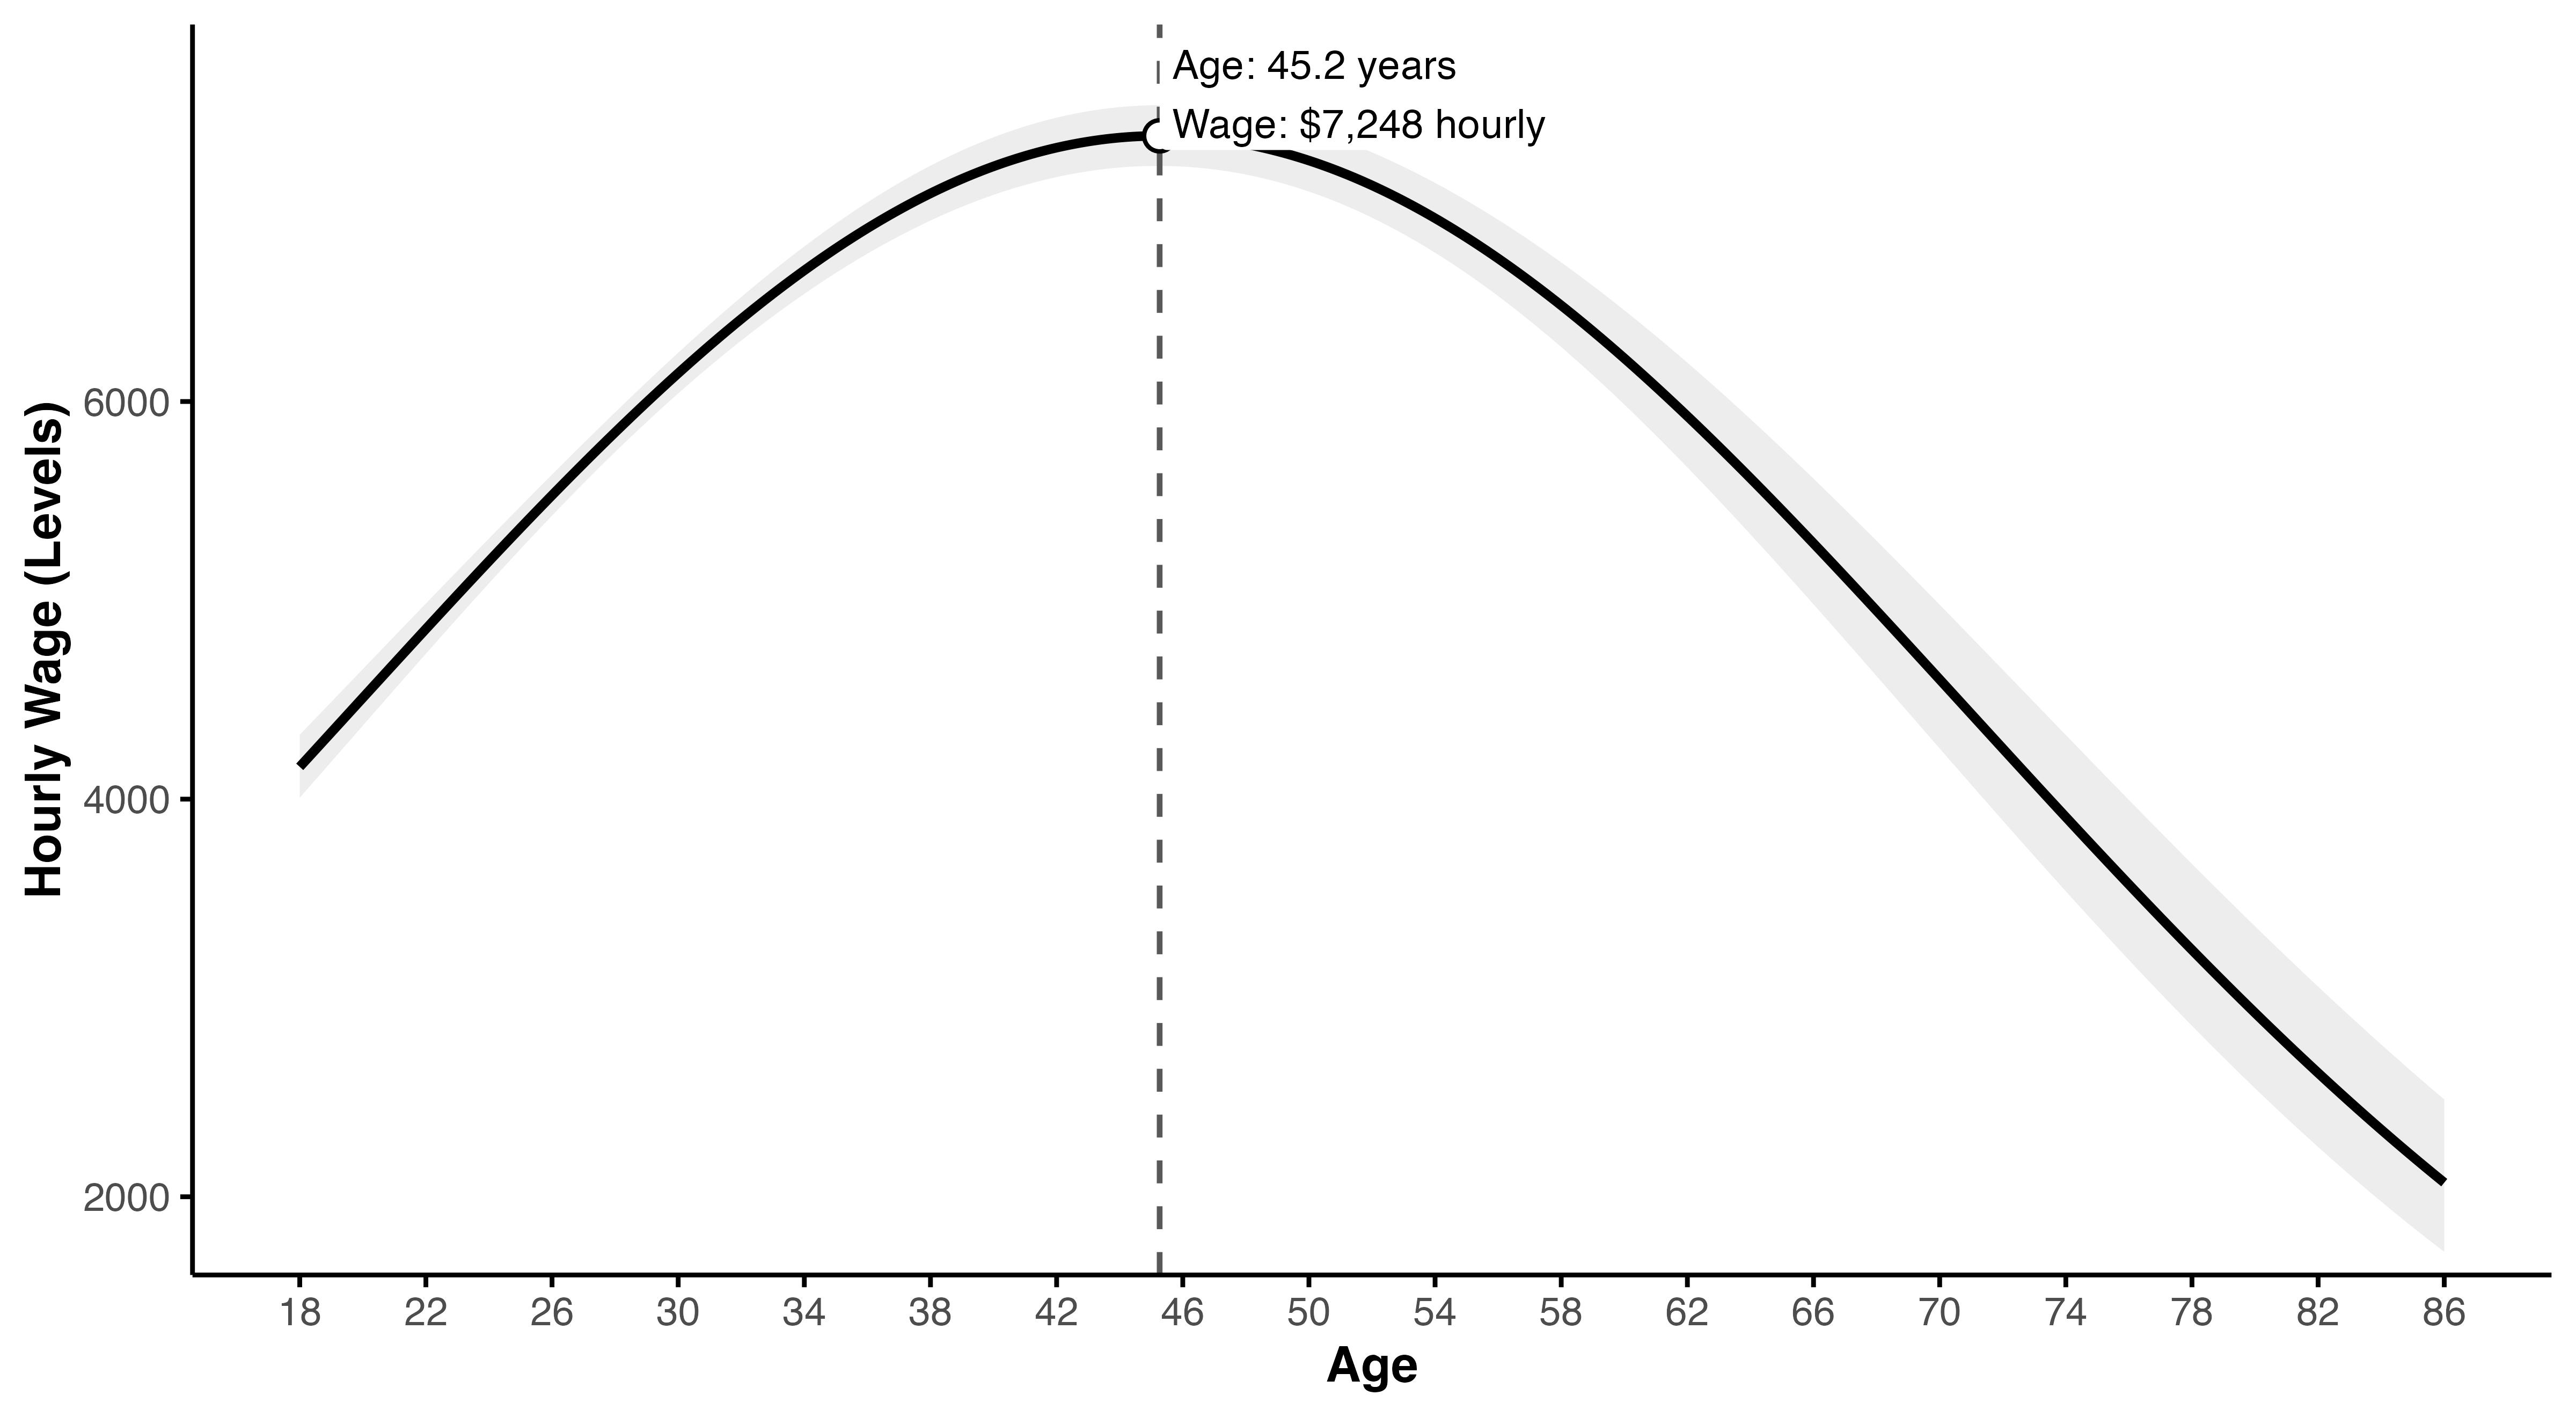 Age: 45.2 years
Wage: $7,248 hourly
Hourly Wage (Levels)
6000
4000
2000
18 22 26 30 34 38 42 46 50 54 58 62 66 70 74 78 82 86
Age